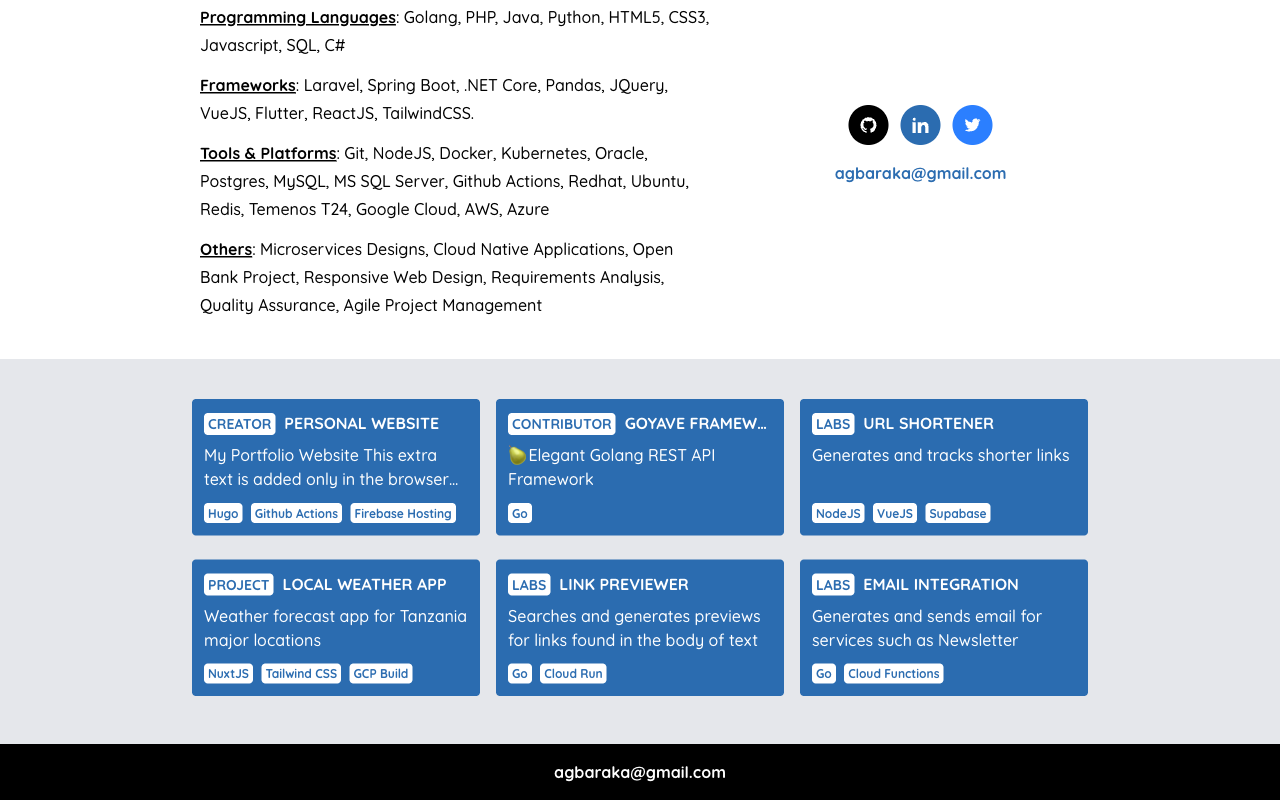 Programming Languages: Golang, PHP, Java, Python, HTML5, CSS3,
Javascript, SQL, C#
Frameworks: Laravel, Spring Boot, .NET Core, Pandas, JQuery,
VueJS, Flutter, ReactJS, TailwindCSS.
Tools & Platforms: Git, NodeJS, Docker, Kubernetes, Oracle,
Postgres, MySQL, MS SQL Server, Github Actions, Redhat, Ubuntu,
Redis, Temenos T24, Google Cloud, AWS, Azure
Others: Microservices Designs, Cloud Native Applications, Open
Bank Project, Responsive Web Design, Requirements Analysis,
Quality Assurance, Agile Project Management
in
agbaraka@gmail.com
CREATOR PERSONAL WEBSITE
My Portfolio Website This extra
text is added only in the browser...
Hugo Github Actions Firebase Hosting
CONTRIBUTOR GOYAVE FRAMEW...
Elegant Golang REST API
Framework
Go
LABS URL SHORTENER
Generates and tracks shorter links
NodeJS VueJS Supabase
PROJECT LOCAL WEATHER APP
Weather forecast app for Tanzania
major locations
NuxtJS Tailwind CSS GCP Build
LABS LINK PREVIEWER
Searches and generates previews
for links found in the body of text
Go Cloud Run
LABS EMAIL INTEGRATION
Generates and sends email for
services such as Newsletter
Go Cloud Functions
agbaraka@gmail.com